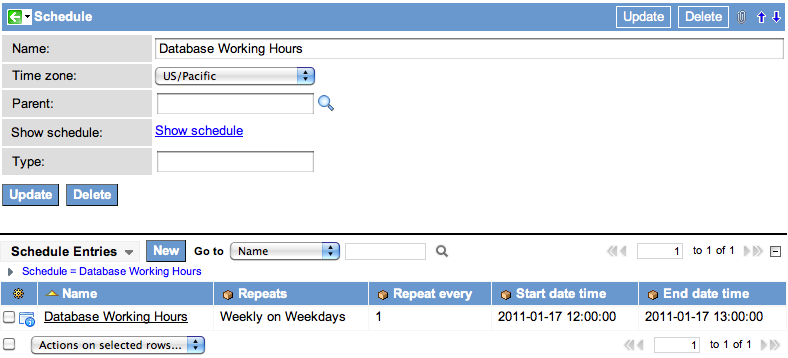 Schedule Update Delete
Name: Database Working Hours
Time zone: US/Pacific
Parent:
Show schedule: Show schedule
Type:
Update Delete
Schedule Entries New Go to Name 1 to 1 of 1
Schedule = Database Working Hours
Name Repeats Repeat every Start date time End date time
Database Working Hours Weekly on Weekdays 1 2011-01-17 12:00:00 2011-01-17 13:00:00
Actions on selected rows... 1 to 1 of 1